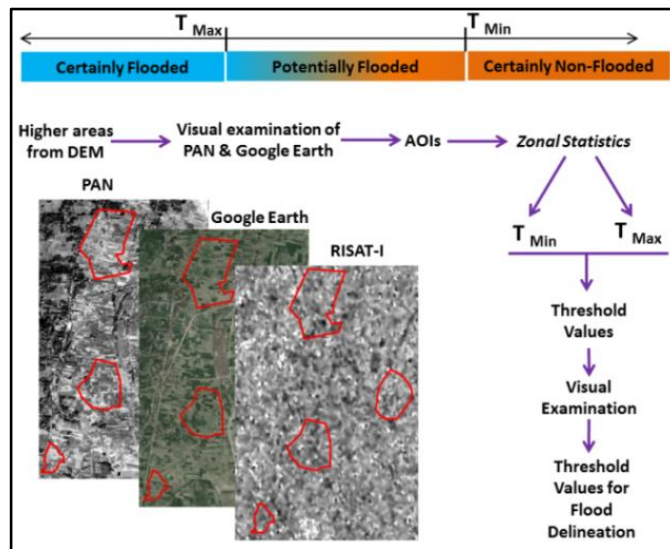 T Max
T Min
Certainly Flooded
Potentially Flooded
Certainly Non-Flooded
Higher areas
from DEM
Visual examination of
PAN & Google Earth
AOIs
Zonal Statistics
PAN
Google Earth
RISAT-I
T Min
T Max
Threshold
Values
Visual
Examination
Threshold
Values for
Flood
Delineation